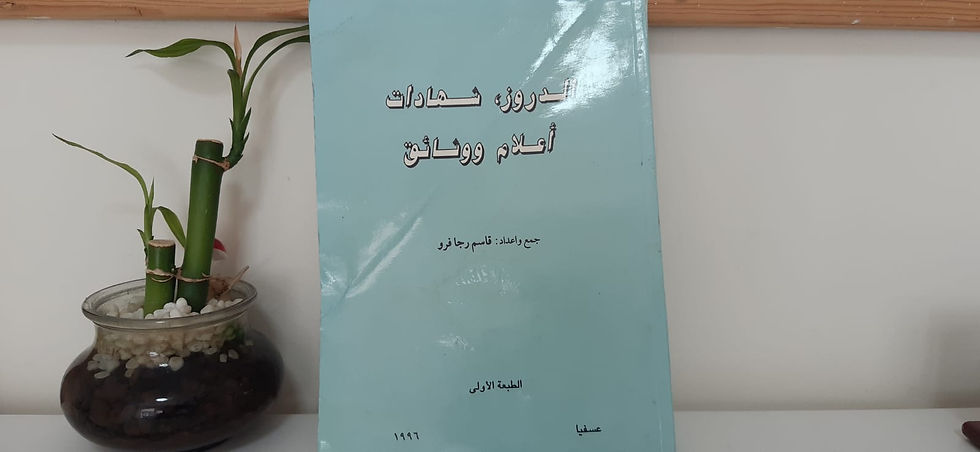 الدروز، شهادات
أعلام ووثائق
جمع واعداد: قاسم رجا فرو
الطبعة الأولى
عسفيا
١٩٩٦